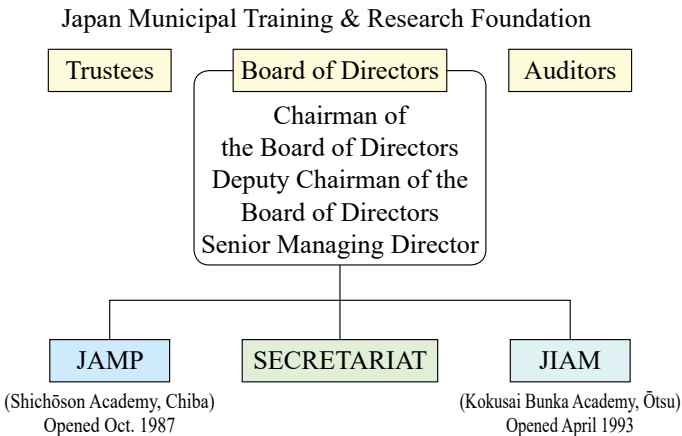 Japan Municipal Training & Research Foundation
Trustees
Board of Directors
Auditors
Chairman of
the Board of Directors
Deputy Chairman of the
Board of Directors
Senior Managing Director
JAMP
SECRETARIAT
JIAM
(Shichōson Academy, Chiba)
Opened Oct. 1987
(Kokusai Bunka Academy, Ōtsu)
Opened April 1993